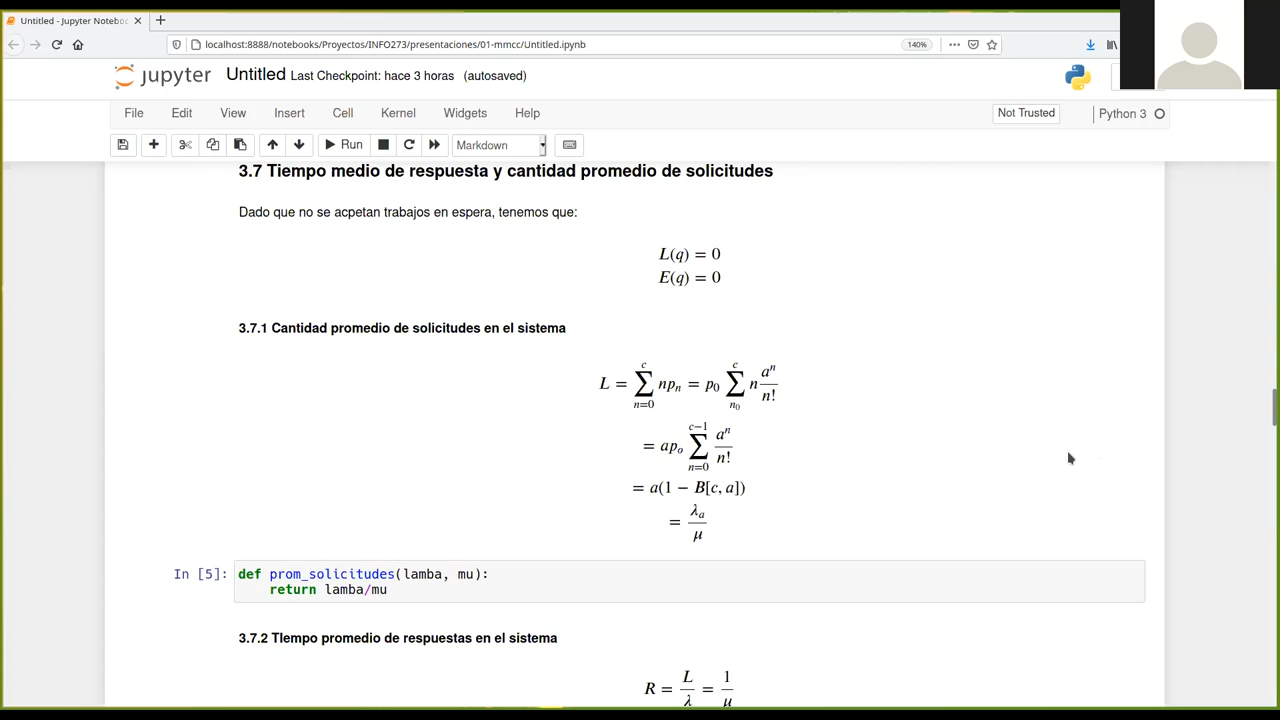 Untitled - Jupyter Noteboo
localhost:8888/notebooks/Proyectos/INFO273/presentaciones/01-mmcc/Untitled.ipynb
140%
jupyter Untitled Last Checkpoint: hace 3 horas (autosaved)
File Edit View Insert Cell Kernel Widgets Help
Not Trusted
Python 3
Run
Markdown
3.7 Tiempo medio de respuesta y cantidad promedio de solicitudes
Dado que no se acpetan trabajos en espera, tenemos que:
L(q) = 0
E(q) = 0
3.7.1 Cantidad promedio de solicitudes en el sistema
L = ∑_{n=0}^{c} np_n = p_0 ∑_{n_0}^{c} n a^n/n!
= ap_o ∑_{n=0}^{c−1} a^n/n!
= a(1 − B[c, a])
= λ_a/μ
In [5]: def prom_solicitudes(lamba, mu):
return lamba/mu
3.7.2 TIempo promedio de respuestas en el sistema
R = L/λ = 1/μ